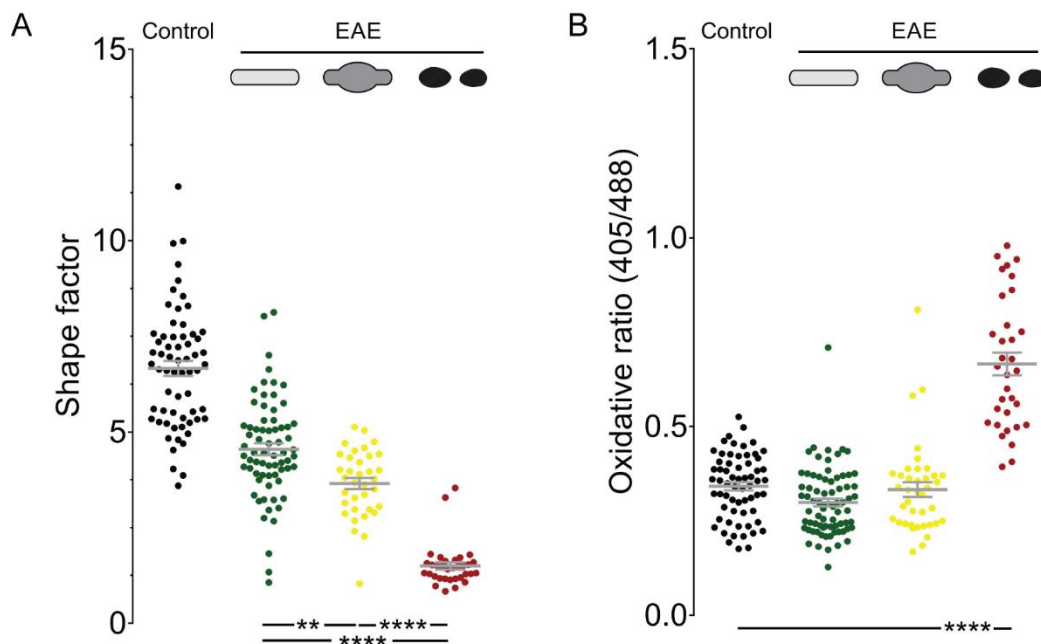 A
Control
EAE
Shape factor
15
10
5
0
** ****
****
B
Control
EAE
Oxidative ratio (405/488)
1.5
1.0
0.5
0.0
****